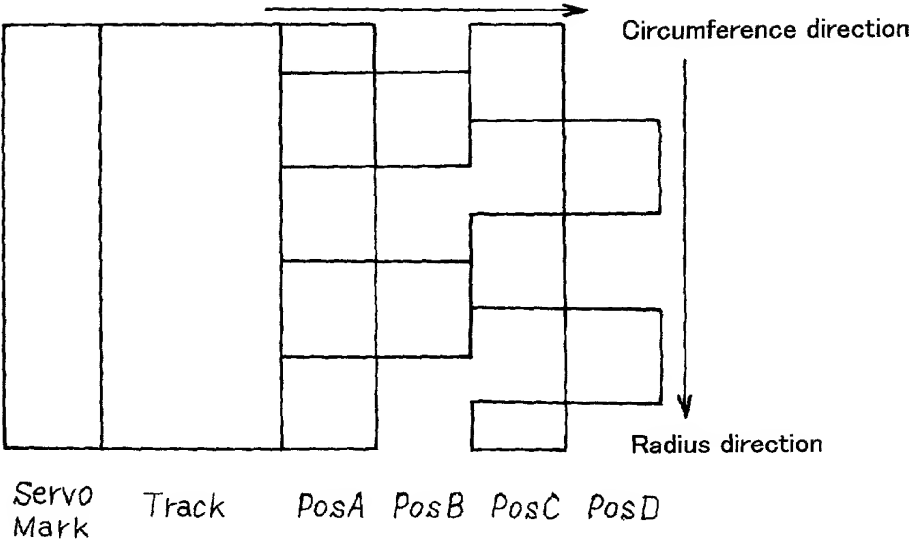 Circumference direction
Radius direction
Servo Mark
Track
PosA
PosB
PosC
PosD